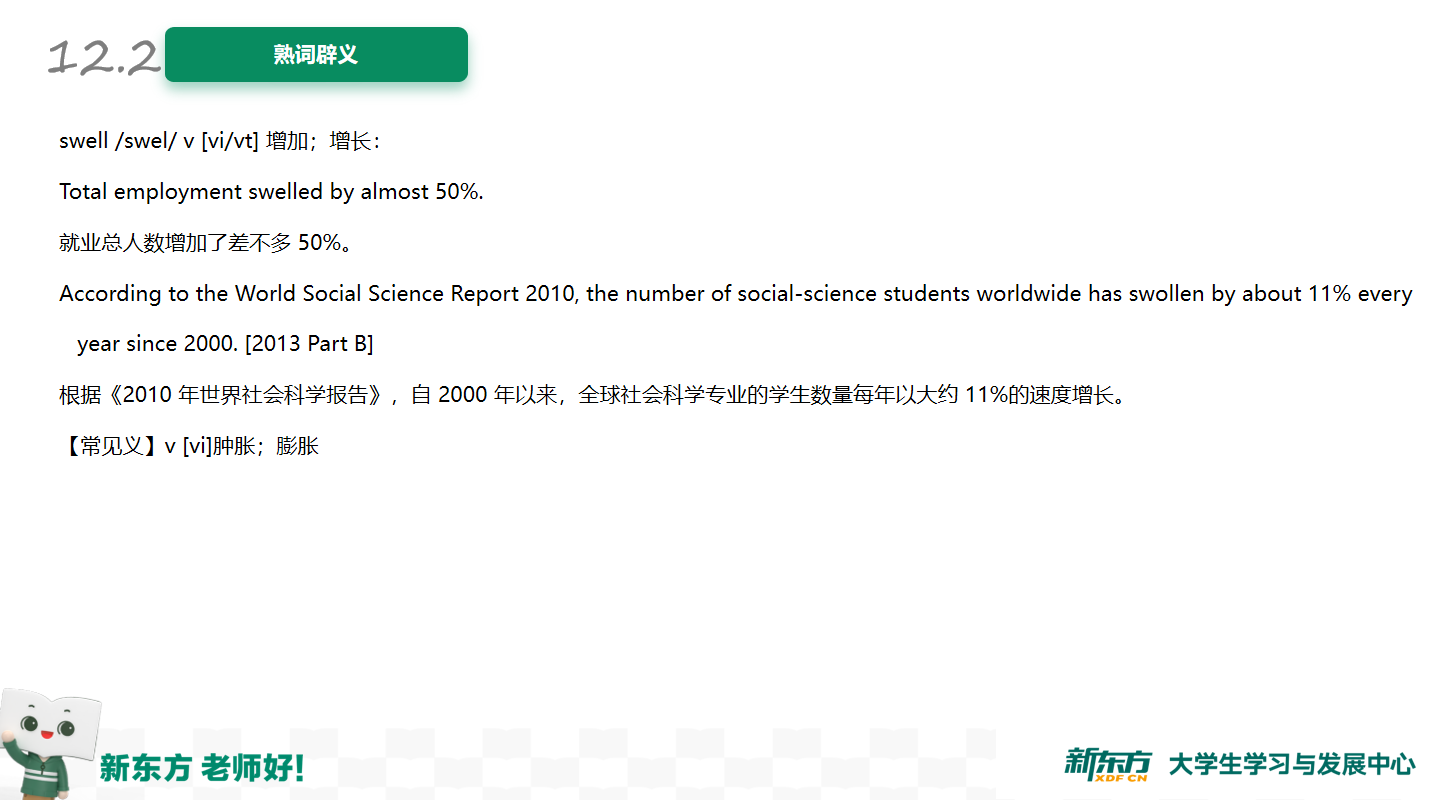 12.2 熟词辟义
swell /swel/ v [vi/vt] 增加；增长：
Total employment swelled by almost 50%.
就业总人数增加了差不多 50%。
According to the World Social Science Report 2010, the number of social-science students worldwide has swollen by about 11% every
year since 2000. [2013 Part B]
根据《2010 年世界社会科学报告》，自 2000 年以来，全球社会科学专业的学生数量每年以大约 11%的速度增长。
【常见义】v [vi]肿胀；膨胀
新东方 老师好!
新东方 XDF.CN 大学生学习与发展中心